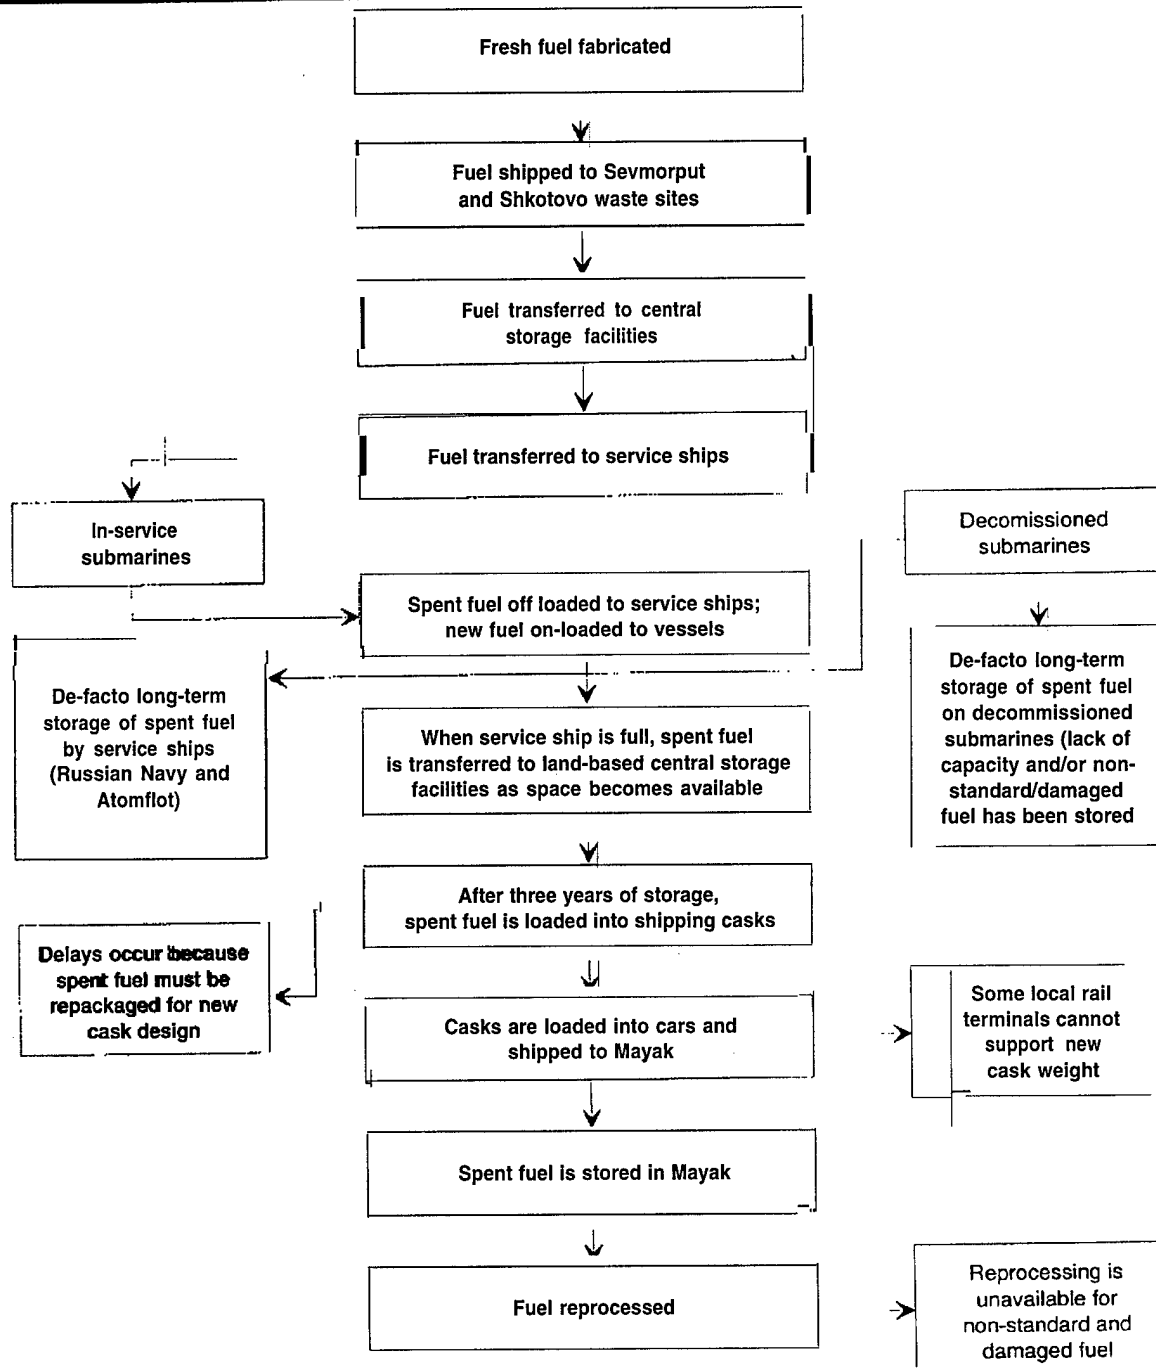 Fresh fuel fabricated
Fuel shipped to Sevmorput
and Shkotovo waste sites
Fuel transferred to central
storage facilities
Fuel transferred to service ships
In-service
submarines
Decomissioned
submarines
Spent fuel off loaded to service ships;
new fuel on-loaded to vessels
De-facto long-term
storage of spent fuel
by service ships
(Russian Navy and
Atomflot)
De-facto long-term
storage of spent fuel
on decommissioned
submarines (lack of
capacity and/or non-
standard/damaged
fuel has been stored
When service ship is full, spent fuel
is transferred to land-based central storage
facilities as space becomes available
After three years of storage,
spent fuel is loaded into shipping casks
Delays occur because
spent fuel must be
repackaged for new
cask design
Casks are loaded into cars and
shipped to Mayak
Some local rail
terminals cannot
support new
cask weight
Spent fuel is stored in Mayak
Fuel reprocessed
Reprocessing is
unavailable for
non-standard and
damaged fuel